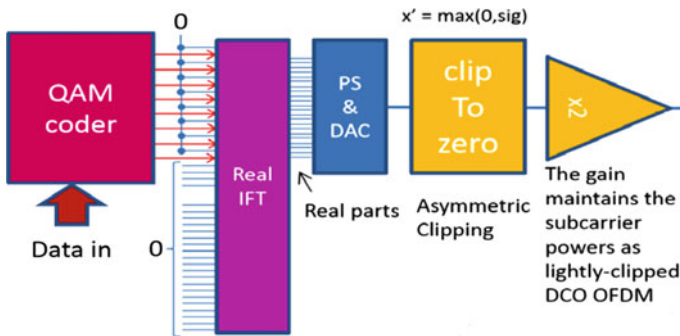 0
x' = max(0,sig)
QAM
coder
Data in
0
Real
IFT
Real parts
PS
&
DAC
clip
To
zero
Asymmetric
Clipping
x2
The gain
maintains the
subcarrier
powers as
lightly-clipped
DCO OFDM